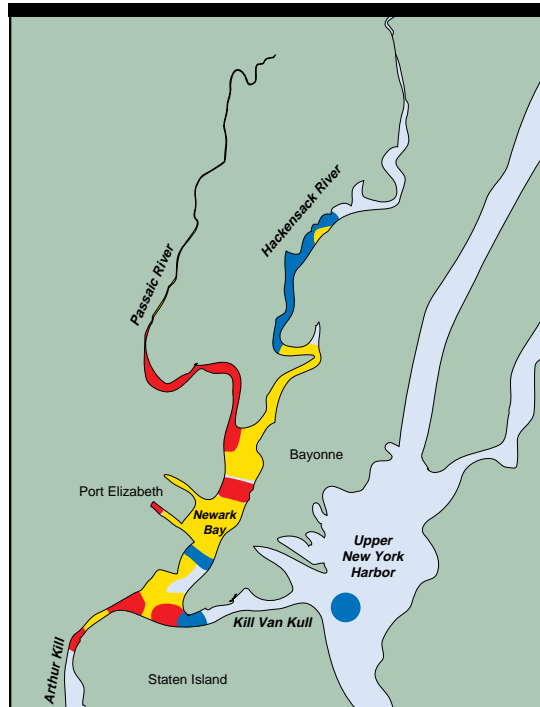 Hackensack River
Passaic River
Bayonne
Port Elizabeth
Newark
Bay
Upper
New York
Harbor
Kill Van Kull
Arthur Kill
Staten Island